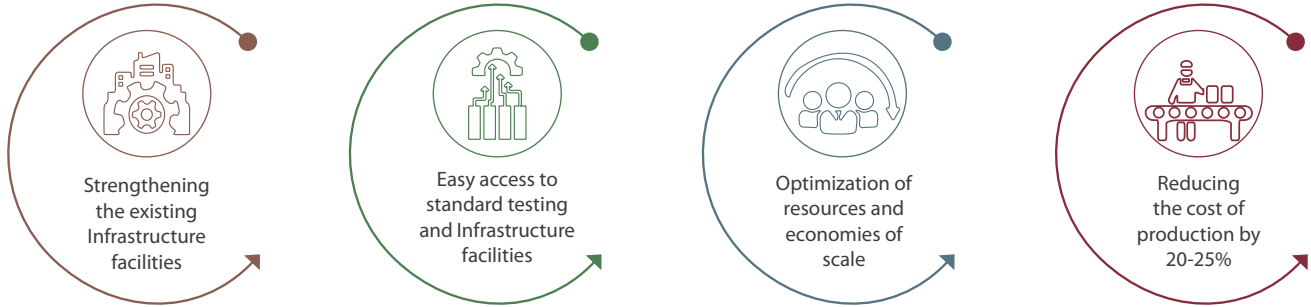 Strengthening
the existing
Infrastructure
facilities
Easy access to
standard testing
and Infrastructure
facilities
Optimization of
resources and
economies of
scale
Reducing
the cost of
production by
20-25%